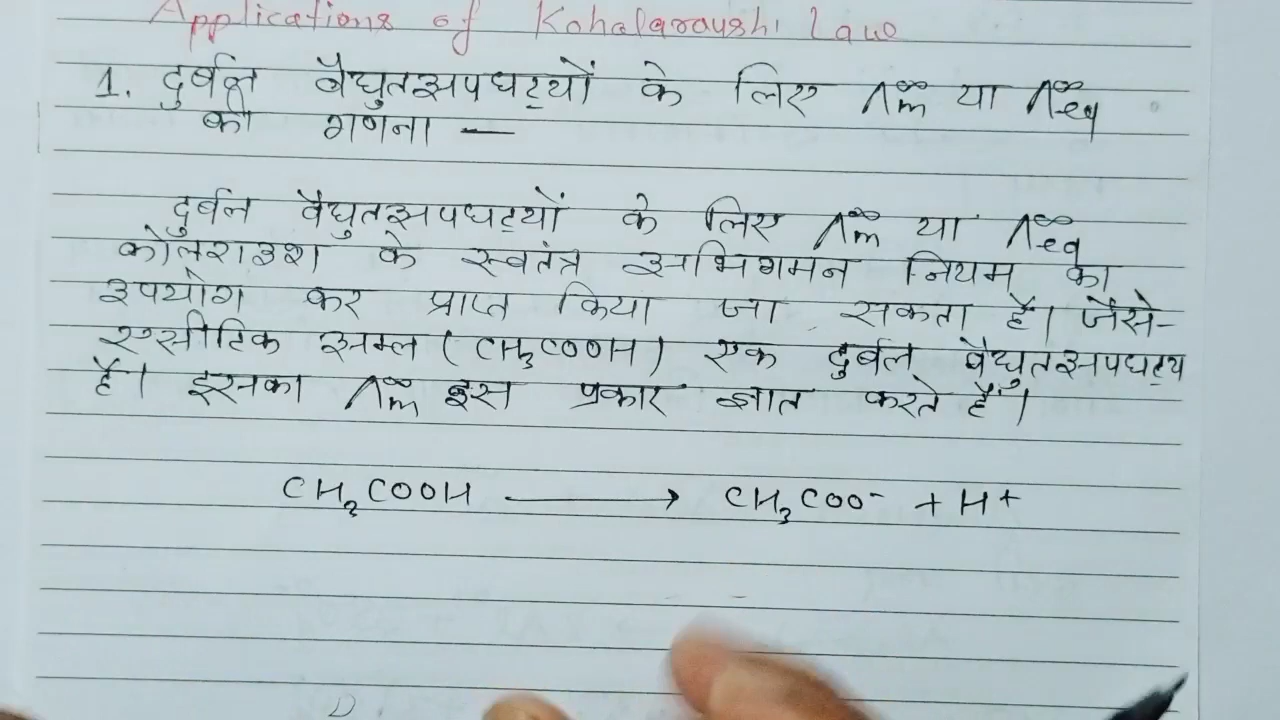 Applications of Kohalaraushi law
1. दुर्बल वैधुतअपघट्यों के लिए Λ∞m या Λ∞eq
की गणना —
दुर्बल वैधुतअपघट्यों के लिए Λ∞m या Λ∞eq
कोलराउश के स्वतंत्र अभिगमन नियम का
उपयोग कर प्राप्त किया जा सकता है। जैसे-
एसीटिक अम्ल (CH₃COOH) एक दुर्बल वैधुतअपघट्य
है। इसका Λ∞m इस प्रकार ज्ञात करते हैं।
CH₃COOH ⟶ CH₃COO⁻ + H⁺